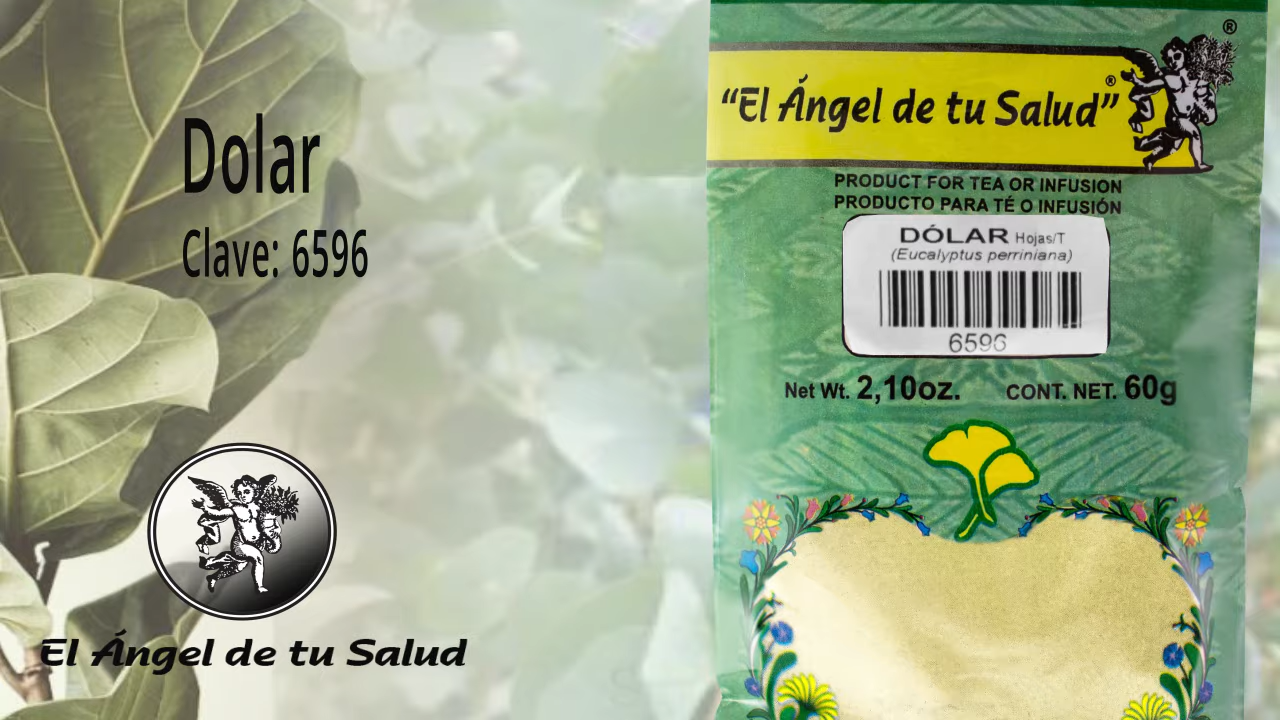 Dolar
Clave: 6596
El Ángel de tu Salud
®
“El Ángel de tu Salud”®
PRODUCT FOR TEA OR INFUSION
PRODUCTO PARA TÉ O INFUSIÓN
DÓLAR Hojas/T
(Eucalyptus perriniana)
6596
Net Wt. 2,10oz. CONT. NET. 60g